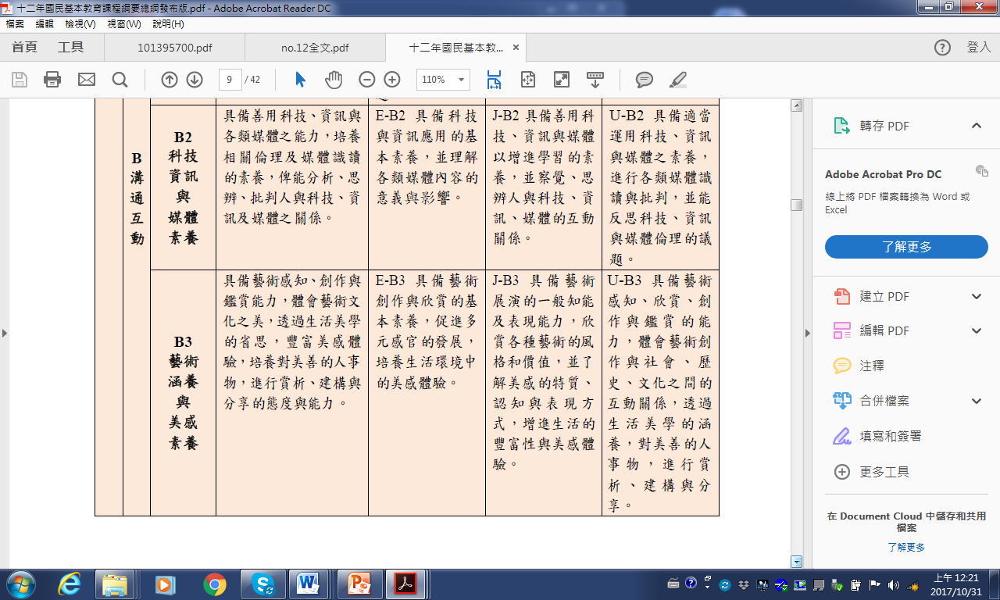 十二年國民基本教育課程綱要總綱發布版.pdf - Adobe Acrobat Reader DC
檔案 編輯 檢視(V) 視窗(W) 說明(H)
首頁 工具 101395700.pdf no.12全文.pdf 十二年國民基本教... × 登入
9 / 42 110%
B
溝
通
互
動
B2
科技
資訊
與
媒體
素養
具備善用科技、資訊與
各類媒體之能力，培養
相關倫理及媒體識讀
的素養，俾能分析、思
辨、批判人與科技、資
訊及媒體之關係。
E-B2 具備科技
與資訊應用的基
本素養，並理解
各類媒體內容的
意義與影響。
J-B2 具備善用科
技、資訊與媒體
以增進學習的素
養，並察覺、思
辨人與科技、資
訊、媒體的互動
關係。
U-B2 具備適當
運用科技、資訊
與媒體之素養，
進行各類媒體識
讀與批判，並能
反思科技、資訊
與媒體倫理的議
題。
B3
藝術
涵養
與
美感
素養
具備藝術感知、創作與
鑑賞能力，體會藝術文
化之美，透過生活美學
的省思，豐富美感體
驗，培養對美善的人事
物，進行賞析、建構與
分享的態度與能力。
E-B3 具備藝術
創作與欣賞的基
本素養，促進多
元感官的發展，
培養生活環境中
的美感體驗。
J-B3 具備藝術
展演的一般知能
及表現能力，欣
賞各種藝術的風
格和價值，並了
解美感的特質、
認知與表現方
式，增進生活的
豐富性與美感體
驗。
U-B3 具備藝術
感知、欣賞、創
作與鑑賞的能
力，體會藝術創
作與社會、歷
史、文化之間的
互動關係，透過
生活美學的涵
養，對美善的人
事物，進行賞
析、建構與分
享。
轉存 PDF
Adobe Acrobat Pro DC
線上將 PDF 檔案轉換為 Word 或
Excel
了解更多
建立 PDF
編輯 PDF
注釋
合併檔案
填寫和簽署
更多工具
在 Document Cloud 中儲存和共用
檔案
了解更多
上午 12:21
2017/10/31